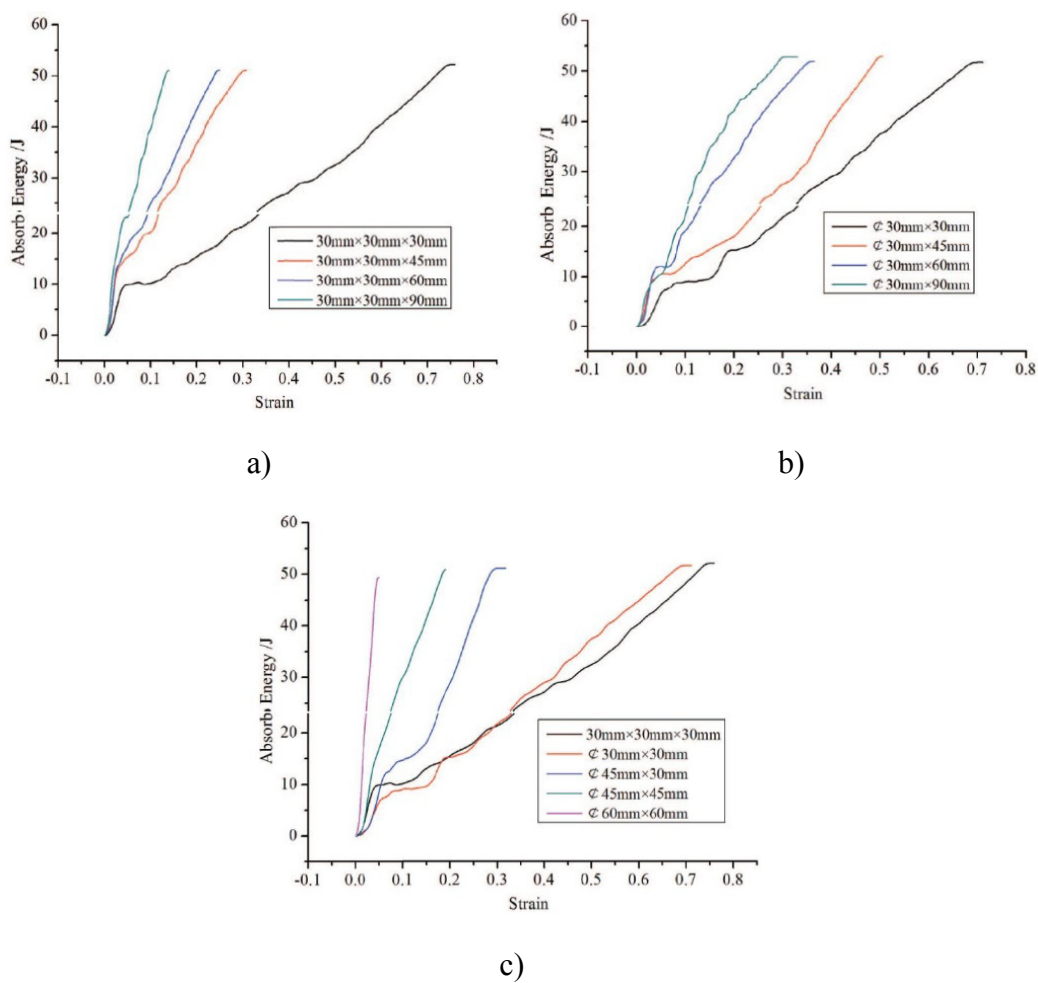 60
50
40
30
20
10
0
Absorb Energy /J
30mm×30mm×30mm
30mm×30mm×45mm
30mm×30mm×60mm
30mm×30mm×90mm
-0.1 0.0 0.1 0.2 0.3 0.4 0.5 0.6 0.7 0.8
Strain
a)
60
50
40
30
20
10
0
Absorb Energy /J
₵30mm×30mm
₵30mm×45mm
₵30mm×60mm
₵30mm×90mm
-0.1 0.0 0.1 0.2 0.3 0.4 0.5 0.6 0.7 0.8
Strain
b)
60
50
40
30
20
10
0
Absorb Energy /J
30mm×30mm×30mm
₵30mm×30mm
₵45mm×30mm
₵45mm×45mm
₵60mm×60mm
-0.1 0.0 0.1 0.2 0.3 0.4 0.5 0.6 0.7 0.8
Strain
c)